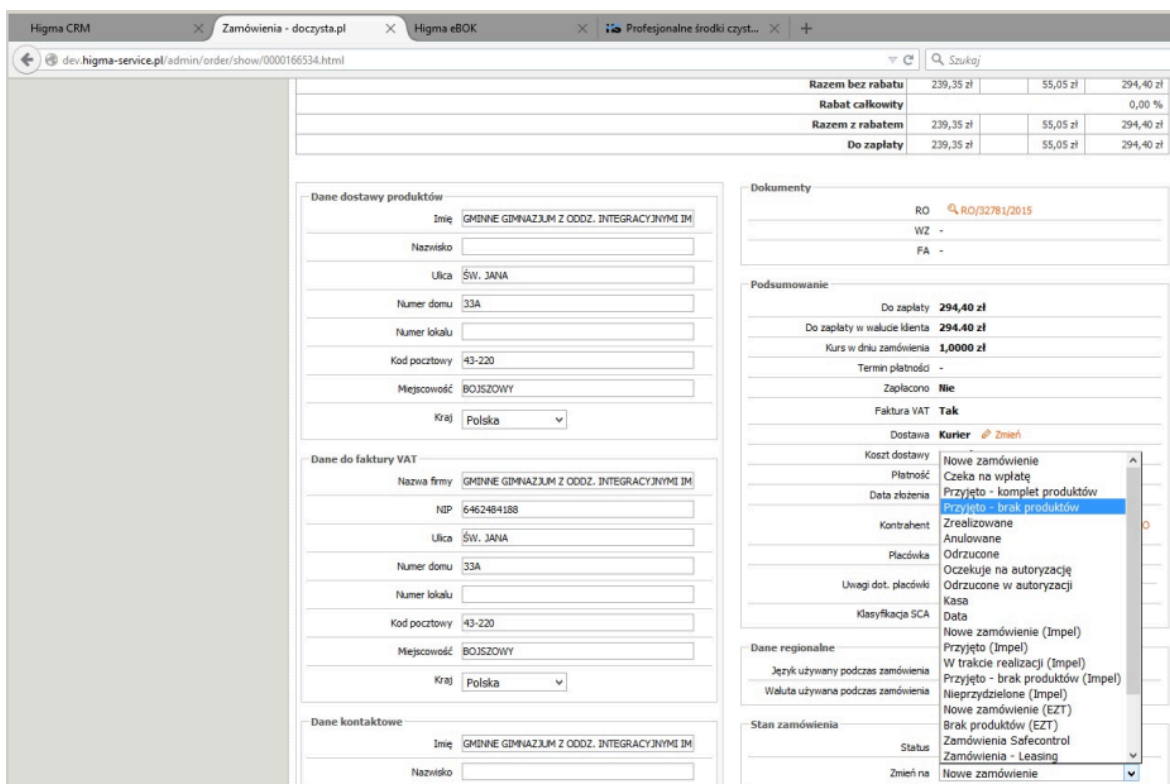 Higma CRM
Zamówienia - doczysta.pl
Higma eBOK
Profesjonalne środki czyst...
dev.higma-service.pl/admin/order/show/0000166534.html
Szukaj
Razem bez rabatu 239,35 zł 55,05 zł 294,40 zł
Rabat całkowity 0,00 %
Razem z rabatem 239,35 zł 55,05 zł 294,40 zł
Do zapłaty 239,35 zł 55,05 zł 294,40 zł
Dane dostawy produktów
Imię GMINNE GIMNAZJUM Z ODDZ. INTEGRACYJNYMI IM
Nazwisko
Ulica ŚW. JANA
Numer domu 33A
Numer lokalu
Kod pocztowy 43-220
Miejscowość BOJSZOWY
Kraj Polska
Dane do faktury VAT
Nazwa firmy GMINNE GIMNAZJUM Z ODDZ. INTEGRACYJNYMI IM
NIP 6462484188
Ulica ŚW. JANA
Numer domu 33A
Numer lokalu
Kod pocztowy 43-220
Miejscowość BOJSZOWY
Kraj Polska
Dane kontaktowe
Imię GMINNE GIMNAZJUM Z ODDZ. INTEGRACYJNYMI IM
Nazwisko
Dokumenty
RO RO/32781/2015
WZ -
FA -
Podsumowanie
Do zapłaty 294,40 zł
Do zapłaty w walucie klienta 294.40 zł
Kurs w dniu zamówienia 1,0000 zł
Termin płatności -
Zapłacono Nie
Faktura VAT Tak
Dostawa Kurier Zmień
Koszt dostawy
Płatność
Data złożenia
Kontrahent
Placówka
Uwagi dot. placówki
Klasyfikacja SCA
Nowe zamówienie
Czeka na wpłatę
Przyjęto - komplet produktów
Przyjęto - brak produktów
Zrealizowane
Anulowane
Odrzucone
Oczekuje na autoryzację
Odrzucone w autoryzacji
Kasa
Data
Nowe zamówienie (Impel)
Przyjęto (Impel)
W trakcie realizacji (Impel)
Przyjęto - brak produktów (Impel)
Nieprzydzielone (Impel)
Nowe zamówienie (EZT)
Brak produktów (EZT)
Zamówienia Safecontrol
Zamówienia - Leasing
Dane regionalne
Język używany podczas zamówienia
Waluta używana podczas zamówienia
Stan zamówienia
Status
Zmień na Nowe zamówienie